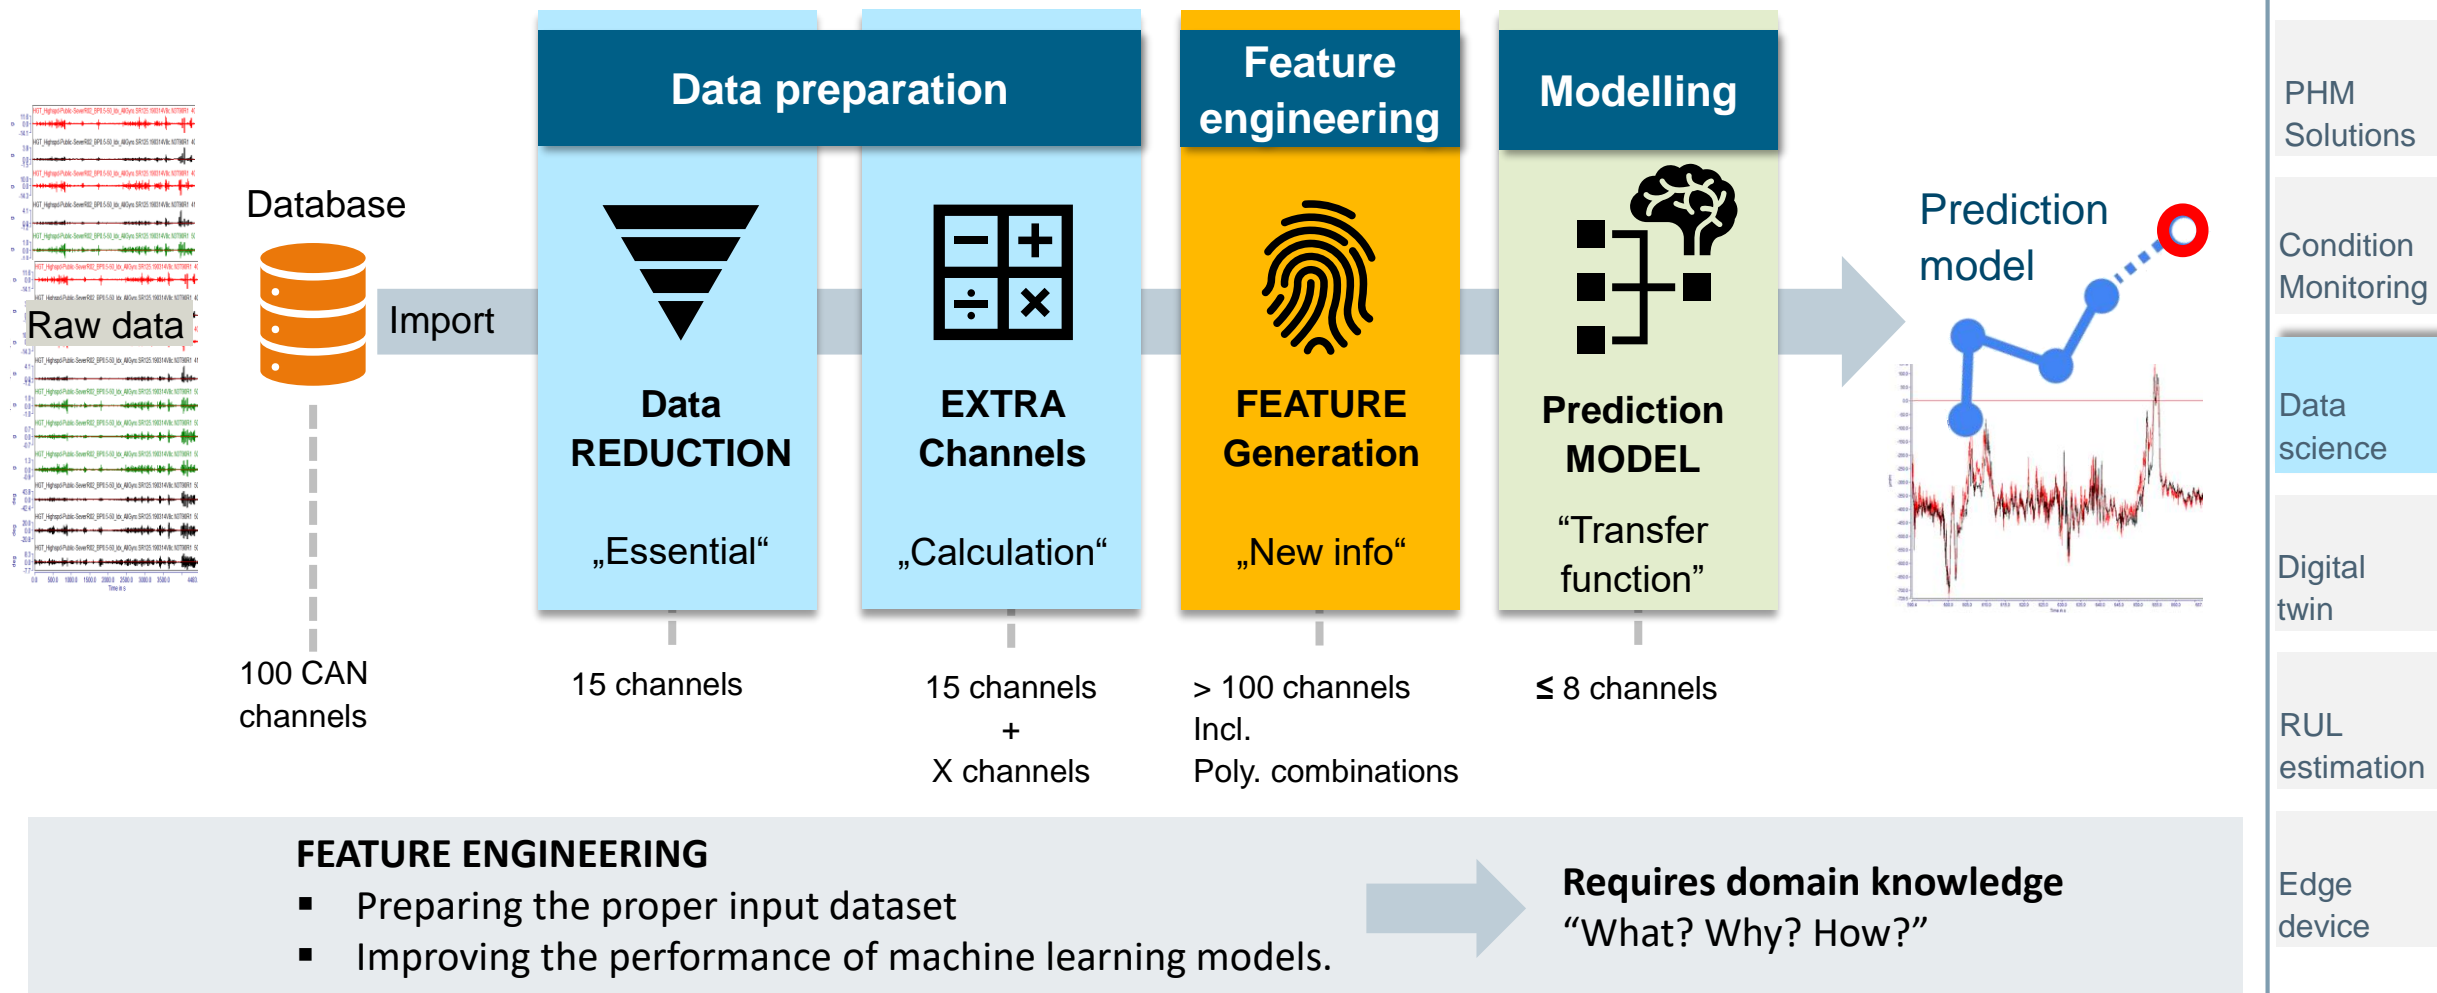 Data preparation
Feature
engineering
Modelling
Raw data
Database
Import
Data
REDUCTION
„Essential“
EXTRA
Channels
„Calculation“
FEATURE
Generation
„New info“
Prediction
MODEL
“Transfer
function”
Prediction
model
100 CAN
channels
15 channels
15 channels
+
X channels
> 100 channels
Incl.
Poly. combinations
≤ 8 channels
FEATURE ENGINEERING
▪ Preparing the proper input dataset
▪ Improving the performance of machine learning models.
Requires domain knowledge
“What? Why? How?”
PHM
Solutions
Condition
Monitoring
Data
science
Digital
twin
RUL
estimation
Edge
device